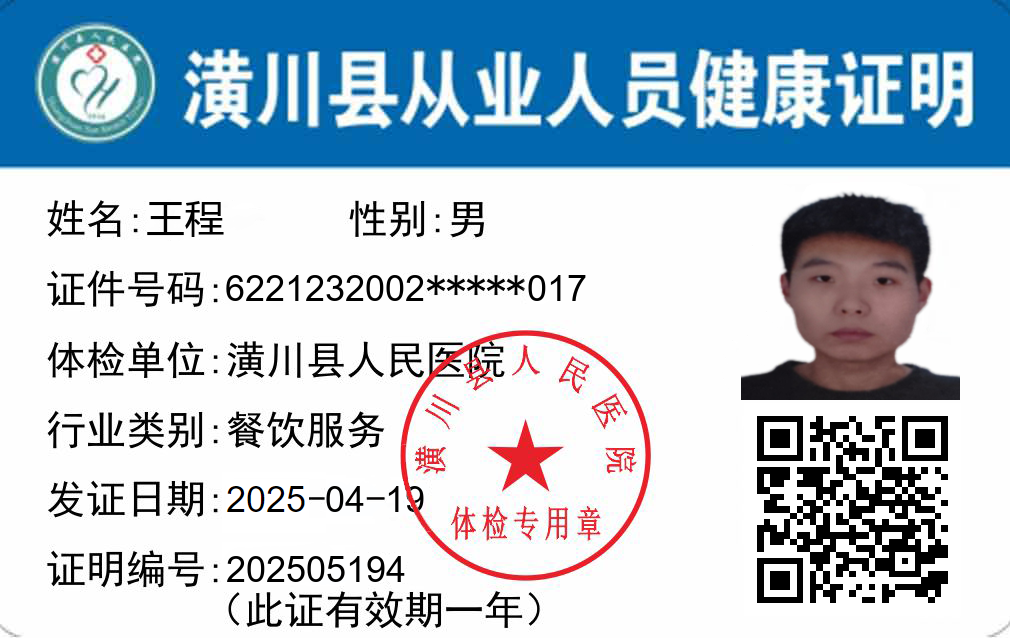 潢川县从业人员健康证明
姓名:王程 性别:男
证件号码:6221232002*****017
体检单位:潢川县人民医院
行业类别:餐饮服务
发证日期:2025-04-19
证明编号:202505194
（此证有效期一年）
潢川县人民医院
体检专用章